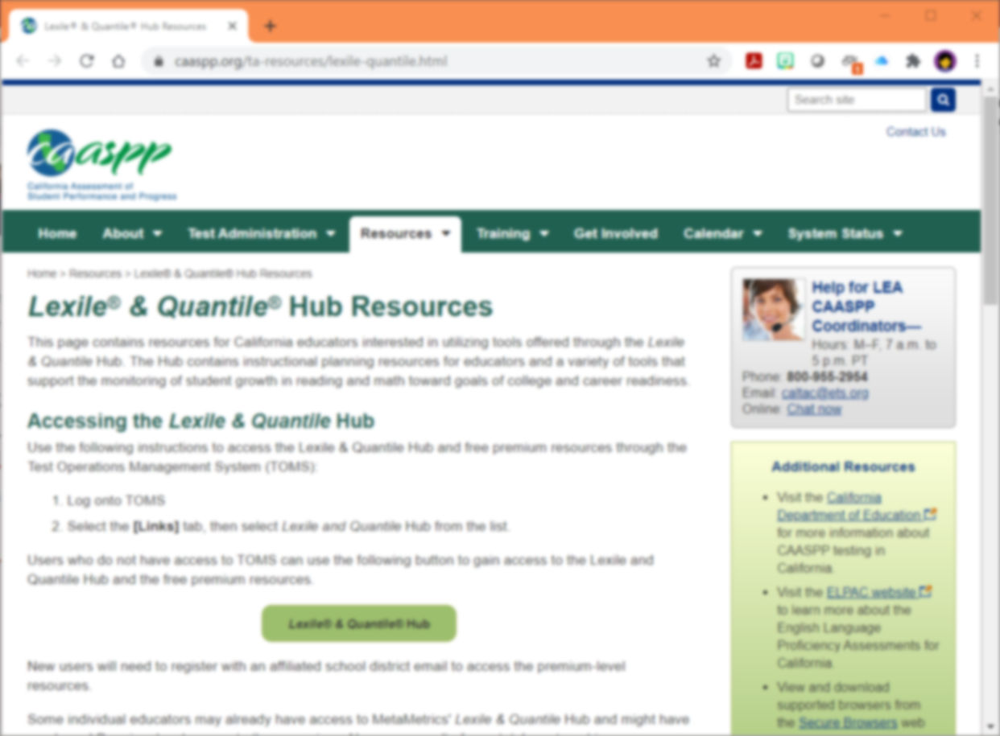 Lexile® & Quantile® Hub Resources
caaspp.org/ta-resources/lexile-quantile.html
Search site
Contact Us
caaspp
California Assessment of
Student Performance and Progress
Home About Test Administration Resources Training Get Involved Calendar System Status
Home > Resources > Lexile® & Quantile® Hub Resources
Lexile® & Quantile® Hub Resources
This page contains resources for California educators interested in utilizing tools offered through the Lexile
& Quantile Hub. The Hub contains instructional planning resources for educators and a variety of tools that
support the monitoring of student growth in reading and math toward goals of college and career readiness.
Accessing the Lexile & Quantile Hub
Use the following instructions to access the Lexile & Quantile Hub and free premium resources through the
Test Operations Management System (TOMS):
1. Log onto TOMS
2. Select the [Links] tab, then select Lexile and Quantile Hub from the list.
Users who do not have access to TOMS can use the following button to gain access to the Lexile and
Quantile Hub and the free premium resources.
Lexile® & Quantile® Hub
New users will need to register with an affiliated school district email to access the premium-level
resources.
Some individual educators may already have access to MetaMetrics' Lexile & Quantile Hub and might have
Help for LEA
CAASPP
Coordinators—
Hours: M–F, 7 a.m. to
5 p.m. PT
Phone: 800-955-2954
Email: caltac@ets.org
Online: Chat now
Additional Resources
• Visit the California
Department of Education
for more information about
CAASPP testing in
California.
• Visit the ELPAC website
to learn more about the
English Language
Proficiency Assessments for
California.
• View and download
supported browsers from
the Secure Browsers web